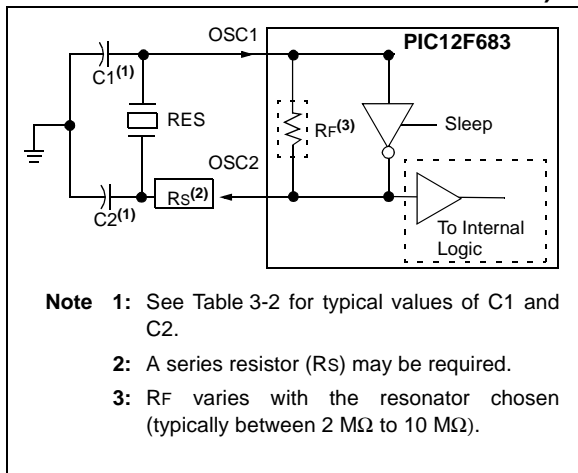 OSC1
PIC12F683
C1(1)
RES
RF(3)
Sleep
OSC2
C2(1)
RS(2)
To Internal
Logic
Note 1: See Table 3-2 for typical values of C1 and
C2.
2: A series resistor (RS) may be required.
3: RF varies with the resonator chosen
(typically between 2 MΩ to 10 MΩ).